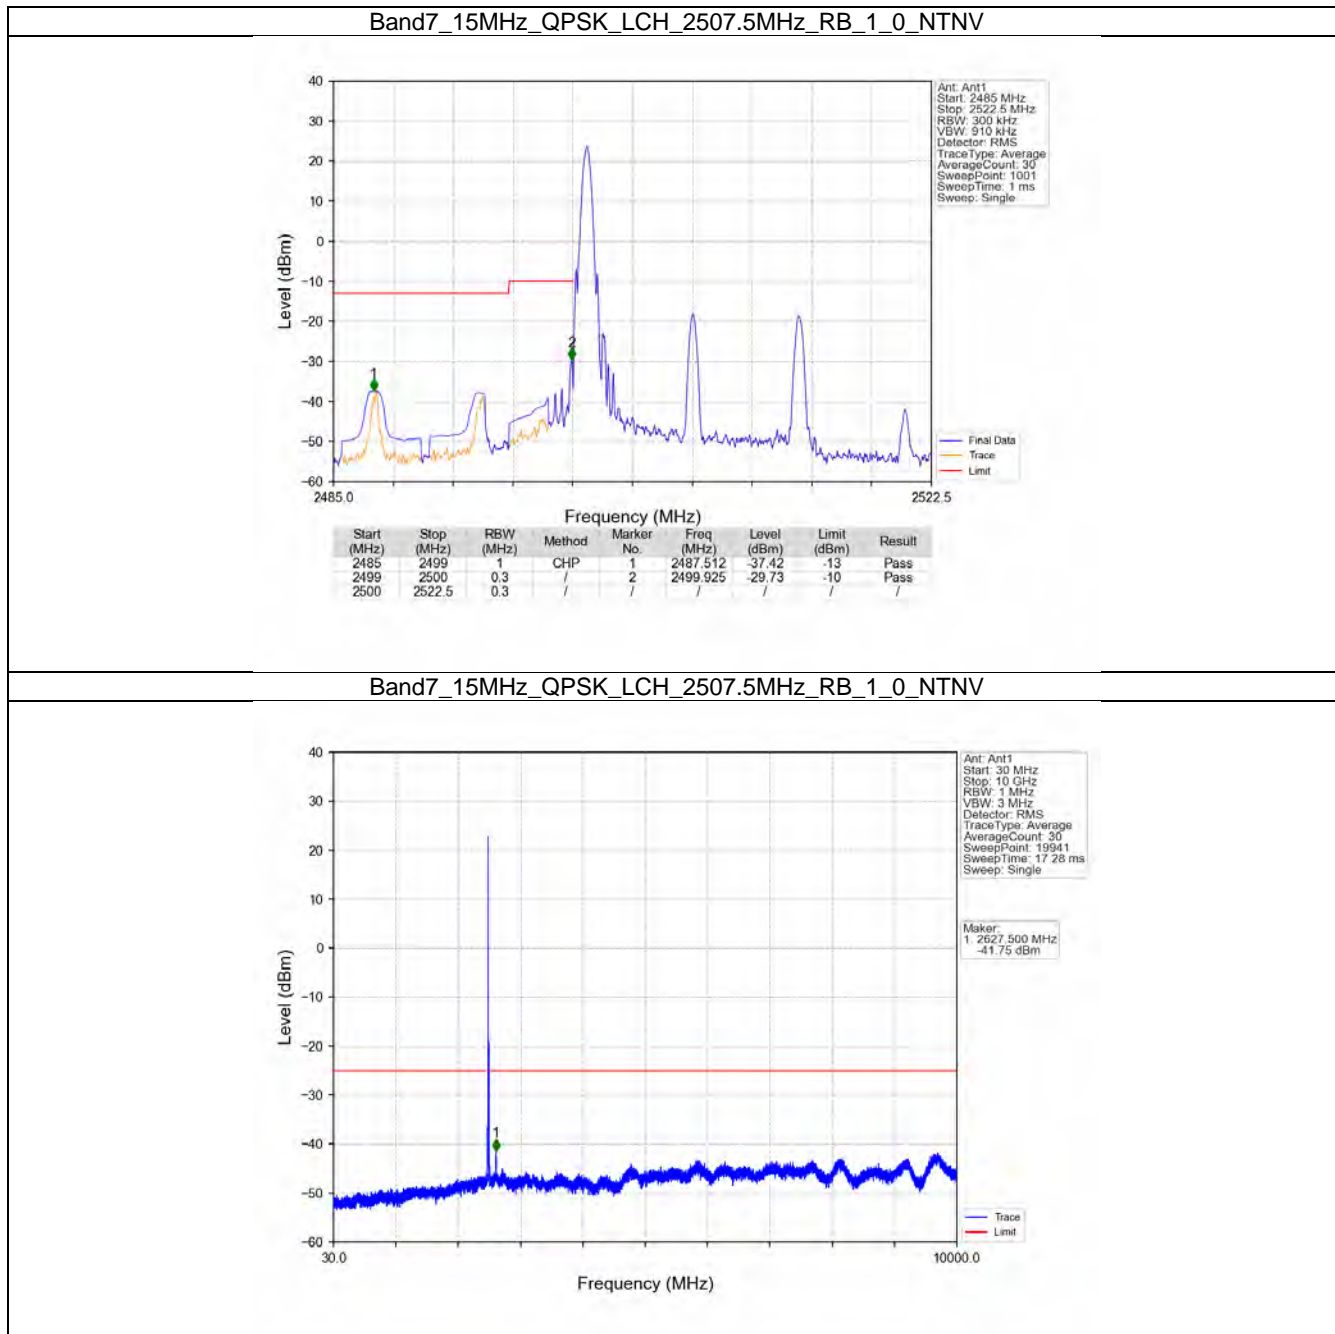 Band7_15MHz_QPSK_LCH_2507.5MHz_RB_1_0_NTNV
40
30
20
10
0
−10
−20
−30
−40
−50
−60
Level (dBm)
1
2
2485.0
2522.5
Frequency (MHz)
Ant: Ant1
Start: 2485 MHz
Stop: 2522.5 MHz
RBW: 300 kHz
VBW: 910 kHz
Detector: RMS
TraceType: Average
AverageCount: 30
SweepPoint: 1001
SweepTime: 1 ms
Sweep: Single
Final Data
Trace
Limit
Start (MHz) Stop (MHz) RBW (MHz) Method Marker No. Freq (MHz) Level (dBm) Limit (dBm) Result
2485 2499 1 CHP 1 2487.512 -37.42 -13 Pass
2499 2500 0.3 / 2 2499.925 -29.73 -10 Pass
2500 2522.5 0.3 / / / / / /
Band7_15MHz_QPSK_LCH_2507.5MHz_RB_1_0_NTNV
40
30
20
10
0
−10
−20
−30
−40
−50
−60
Level (dBm)
1
30.0
10000.0
Frequency (MHz)
Ant: Ant1
Start: 30 MHz
Stop: 10 GHz
RBW: 1 MHz
VBW: 3 MHz
Detector: RMS
TraceType: Average
AverageCount: 30
SweepPoint: 19941
SweepTime: 17.28 ms
Sweep: Single
Maker:
1. 2627.500 MHz
-41.75 dBm
Trace
Limit